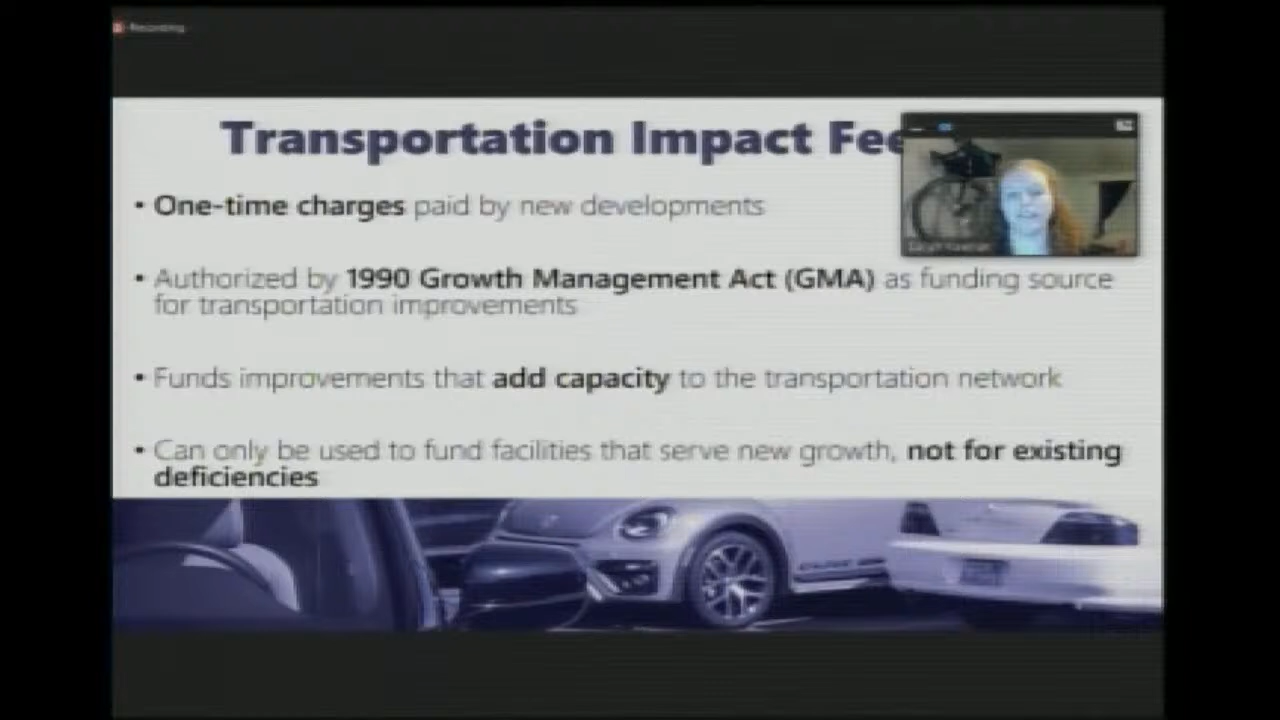 Recording
Transportation Impact Fee
• One-time charges paid by new developments
• Authorized by 1990 Growth Management Act (GMA) as funding source
for transportation improvements
• Funds improvements that add capacity to the transportation network
• Can only be used to fund facilities that serve new growth, not for existing
deficiencies